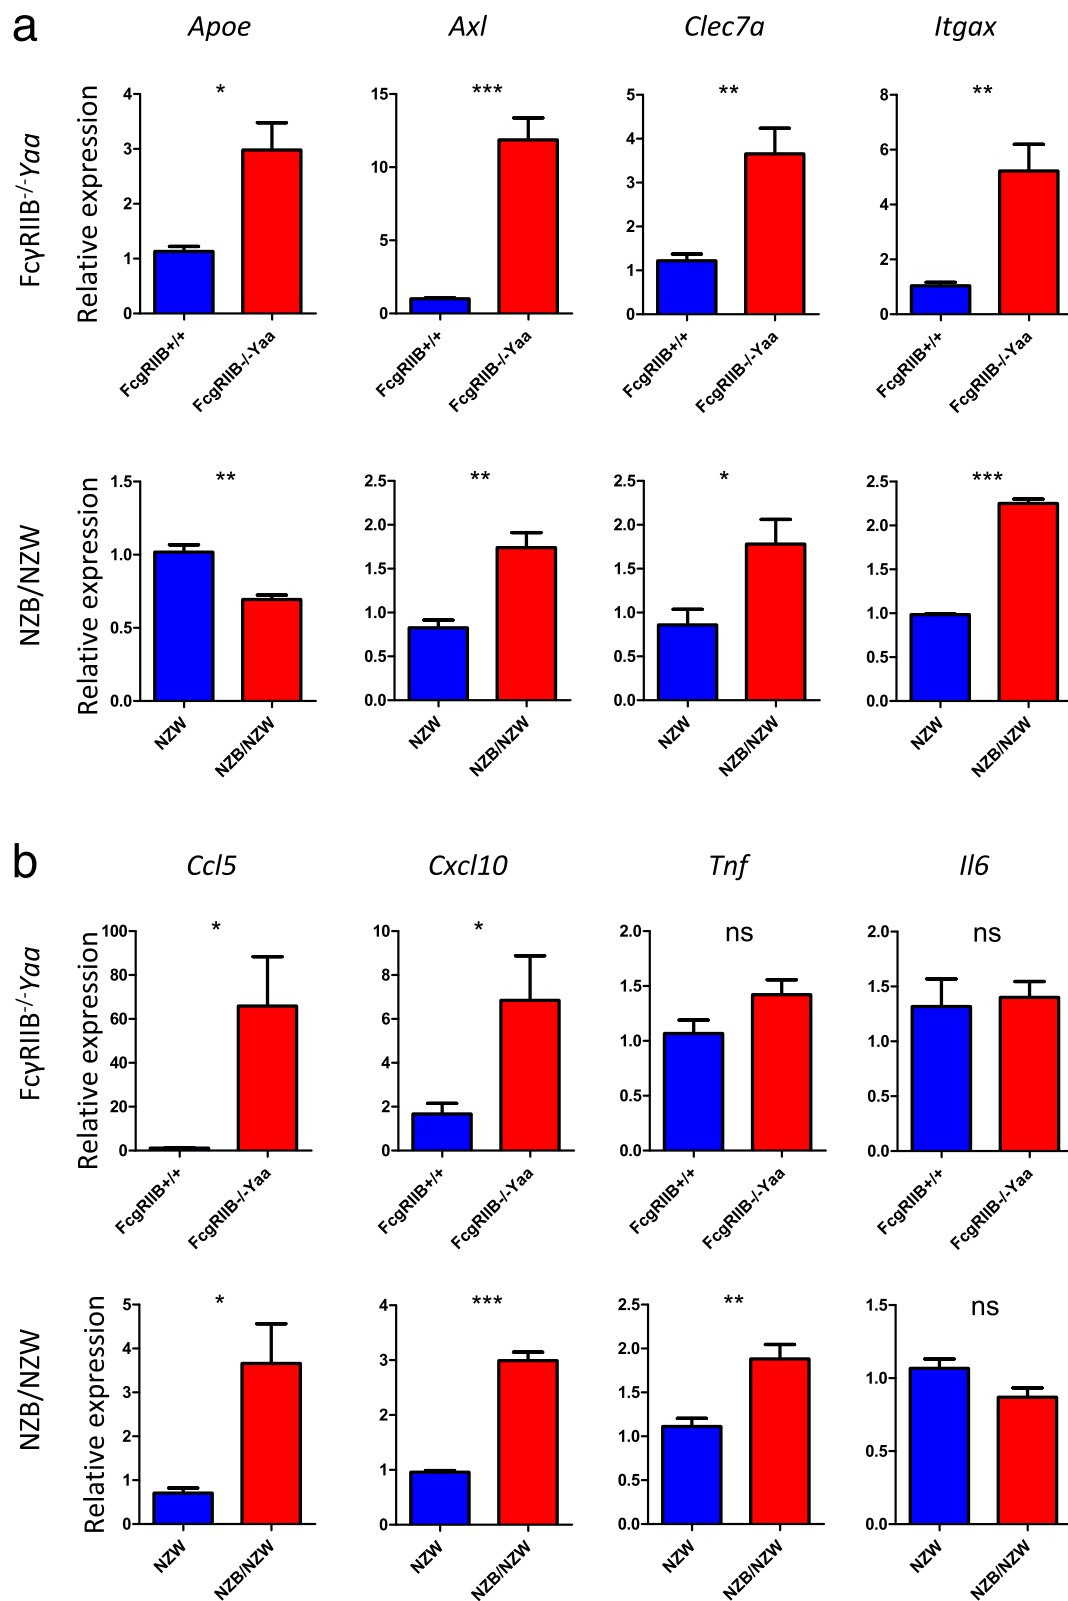 a
Apoe Axl Clec7a Itgax
FcγRIIB-/-Yaa
Relative expression
* *** ** **
4 3 2 1 0
15 10 5 0
5 4 3 2 1 0
8 6 4 2 0
FcgRIIB+/+ FcgRIIB-/-Yaa FcgRIIB+/+ FcgRIIB-/-Yaa FcgRIIB+/+ FcgRIIB-/-Yaa FcgRIIB+/+ FcgRIIB-/-Yaa
NZB/NZW
Relative expression
** ** * ***
1.5 1.0 0.5 0.0
2.5 2.0 1.5 1.0 0.5 0.0
2.5 2.0 1.5 1.0 0.5 0.0
2.5 2.0 1.5 1.0 0.5 0.0
NZW NZB/NZW NZW NZB/NZW NZW NZB/NZW NZW NZB/NZW
b
Ccl5 Cxcl10 Tnf Il6
FcγRIIB-/-Yaa
Relative expression
* * ns ns
100 80 60 40 20 0
10 8 6 4 2 0
2.0 1.5 1.0 0.5 0.0
2.0 1.5 1.0 0.5 0.0
FcgRIIB+/+ FcgRIIB-/-Yaa FcgRIIB+/+ FcgRIIB-/-Yaa FcgRIIB+/+ FcgRIIB-/-Yaa FcgRIIB+/+ FcgRIIB-/-Yaa
NZB/NZW
Relative expression
* *** ** ns
5 4 3 2 1 0
4 3 2 1 0
2.5 2.0 1.5 1.0 0.5 0.0
1.5 1.0 0.5 0.0
NZW NZB/NZW NZW NZB/NZW NZW NZB/NZW NZW NZB/NZW